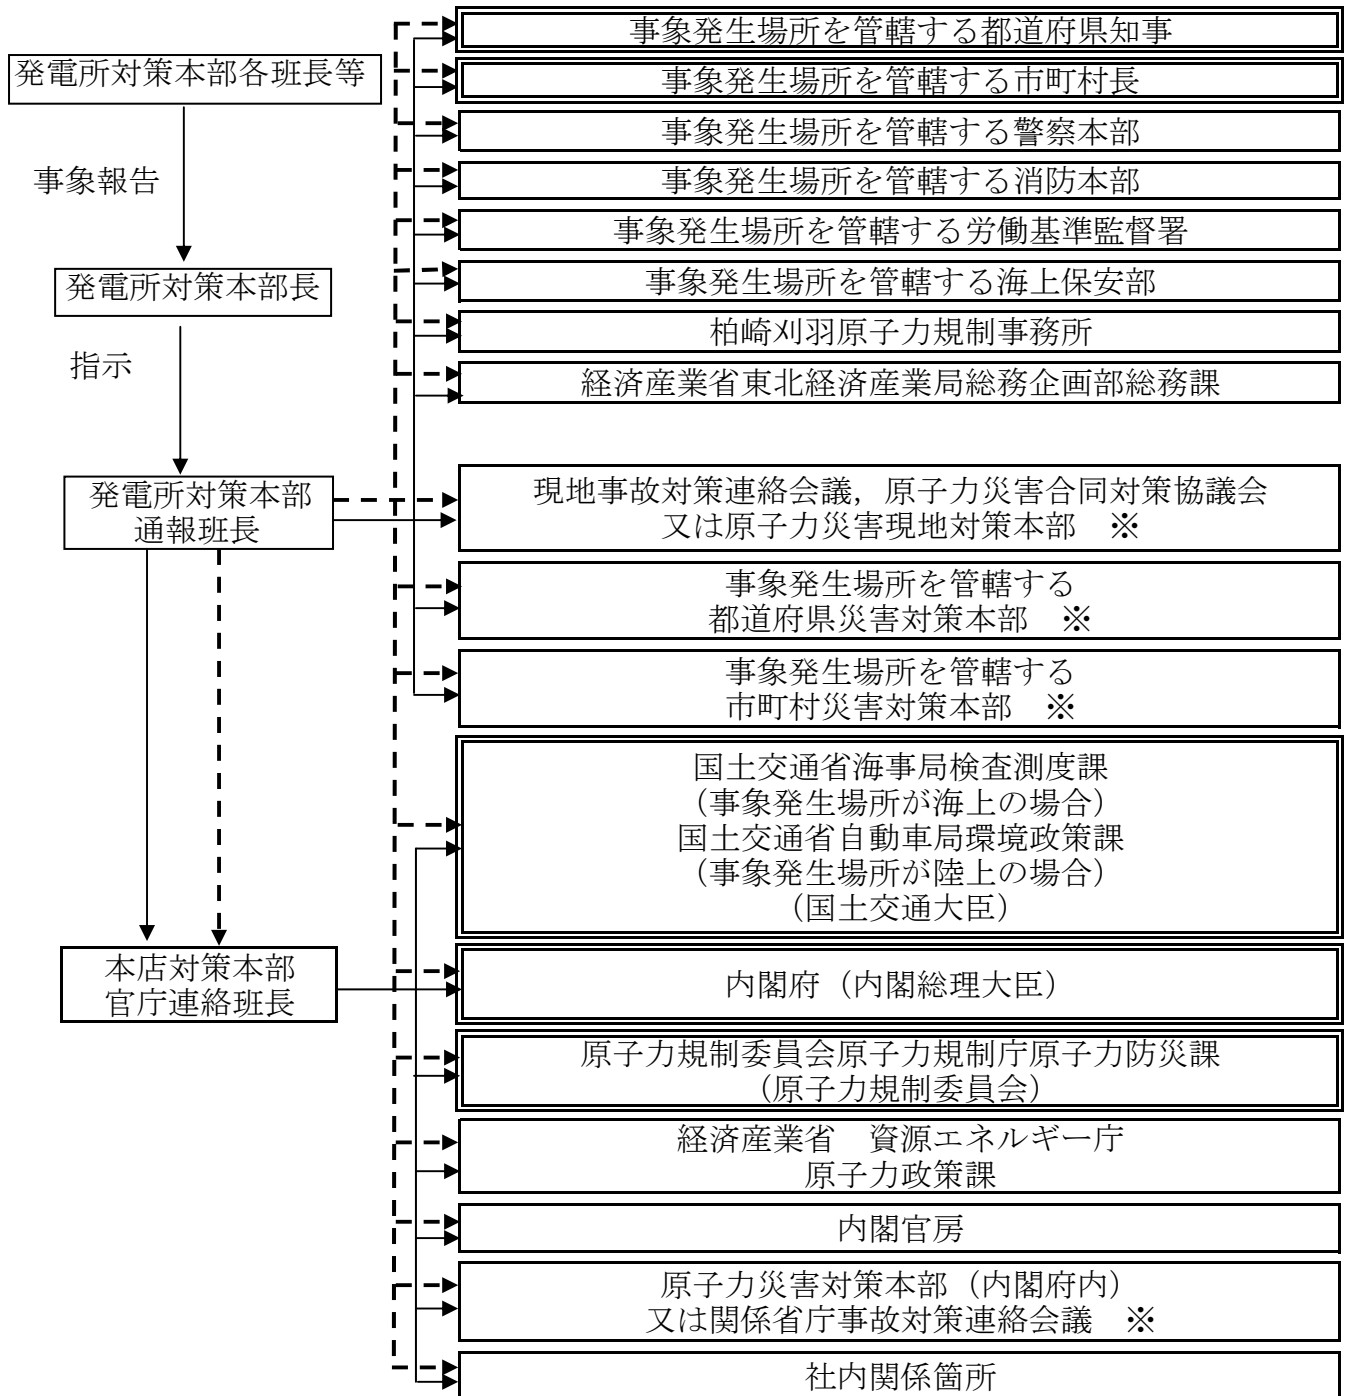 発電所対策本部各班長等
事象報告
発電所対策本部長
指示
発電所対策本部
通報班長
本店対策本部
官庁連絡班長
事象発生場所を管轄する都道府県知事
事象発生場所を管轄する市町村長
事象発生場所を管轄する警察本部
事象発生場所を管轄する消防本部
事象発生場所を管轄する労働基準監督署
事象発生場所を管轄する海上保安部
柏崎刈羽原子力規制事務所
経済産業省東北経済産業局総務企画部総務課
現地事故対策連絡会議，原子力災害合同対策協議会
又は原子力災害現地対策本部　※
事象発生場所を管轄する
都道府県災害対策本部　※
事象発生場所を管轄する
市町村災害対策本部　※
国土交通省海事局検査測度課
（事象発生場所が海上の場合）
国土交通省自動車局環境政策課
（事象発生場所が陸上の場合）
（国土交通大臣）
内閣府（内閣総理大臣）
原子力規制委員会原子力規制庁原子力防災課
（原子力規制委員会）
経済産業省　資源エネルギー庁
原子力政策課
内閣官房
原子力災害対策本部（内閣府内）
又は関係省庁事故対策連絡会議　※
社内関係箇所